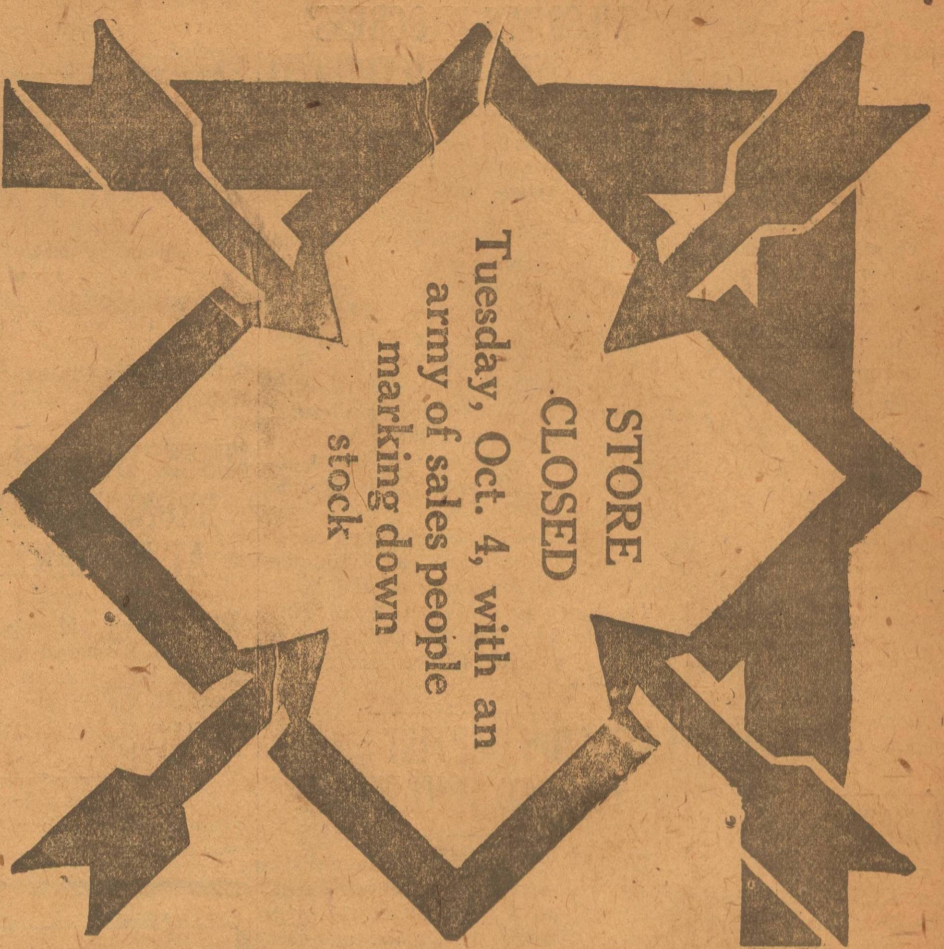 STORE
CLOSED
Tuesday, Oct. 4, with an
army of sales people
marking down
stock